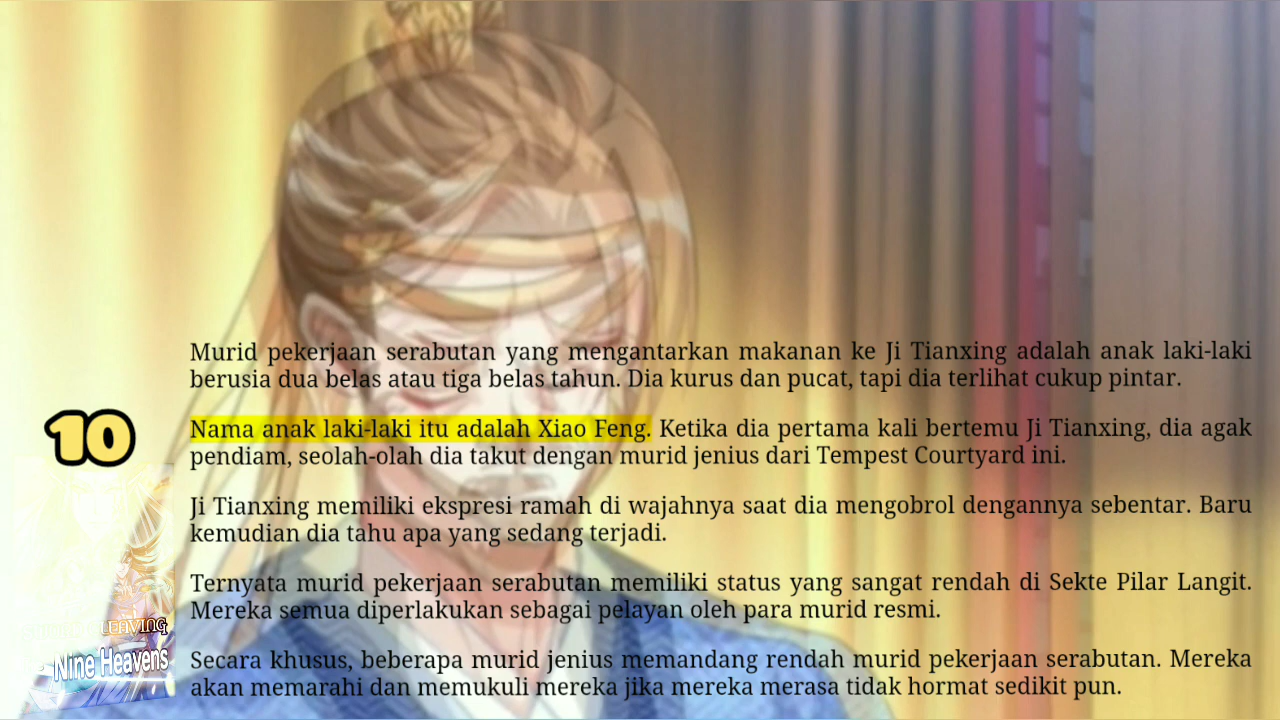 Murid pekerjaan serabutan yang mengantarkan makanan ke Ji Tianxing adalah anak laki-laki
berusia dua belas atau tiga belas tahun. Dia kurus dan pucat, tapi dia terlihat cukup pintar.
10
Nama anak laki-laki itu adalah Xiao Feng. Ketika dia pertama kali bertemu Ji Tianxing, dia agak
pendiam, seolah-olah dia takut dengan murid jenius dari Tempest Courtyard ini.
Ji Tianxing memiliki ekspresi ramah di wajahnya saat dia mengobrol dengannya sebentar. Baru
kemudian dia tahu apa yang sedang terjadi.
Ternyata murid pekerjaan serabutan memiliki status yang sangat rendah di Sekte Pilar Langit.
Mereka semua diperlakukan sebagai pelayan oleh para murid resmi.
Secara khusus, beberapa murid jenius memandang rendah murid pekerjaan serabutan. Mereka
akan memarahi dan memukuli mereka jika mereka merasa tidak hormat sedikit pun.
Nine Heavens